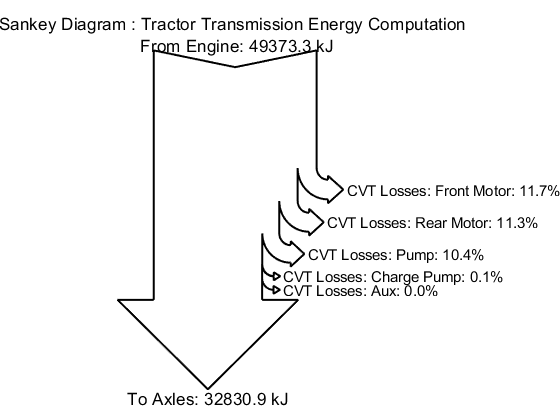 Sankey Diagram : Tractor Transmission Energy Computation
From Engine: 49373.3 kJ
CVT Losses: Front Motor: 11.7%
CVT Losses: Rear Motor: 11.3%
CVT Losses: Pump: 10.4%
CVT Losses: Charge Pump: 0.1%
CVT Losses: Aux: 0.0%
To Axles: 32830.9 kJ